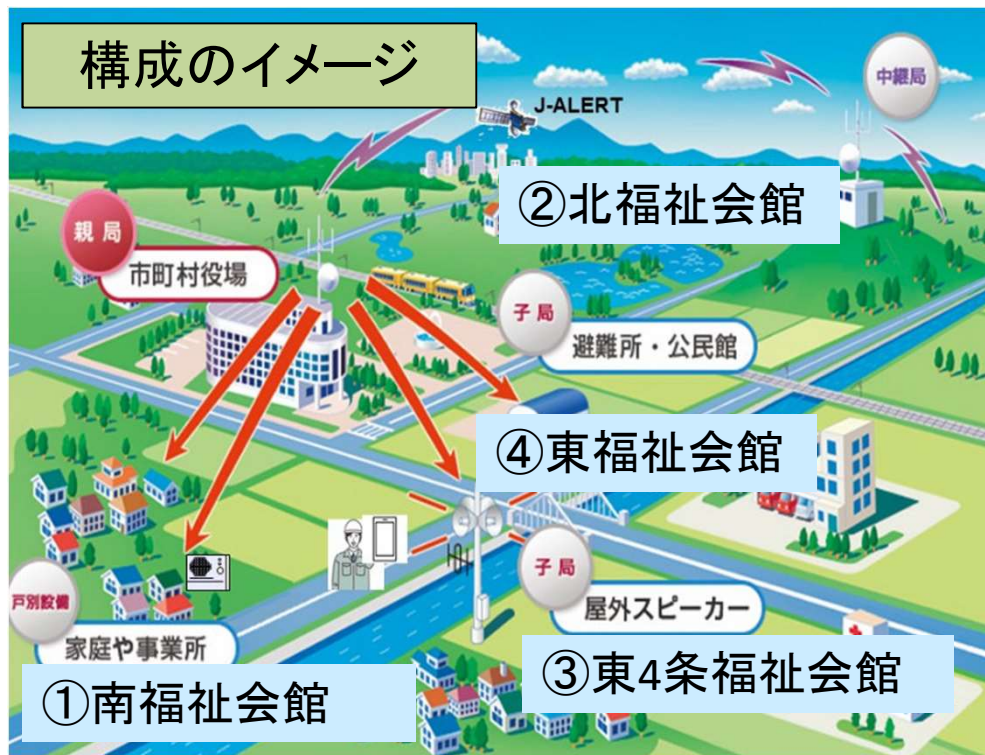 構成のイメージ
中継局
J-ALERT
②北福祉会館
親局
市町村役場
子局
避難所・公民館
④東福祉会館
子局
戸別設備
屋外スピーカー
家庭や事業所
③東4条福祉会館
①南福祉会館